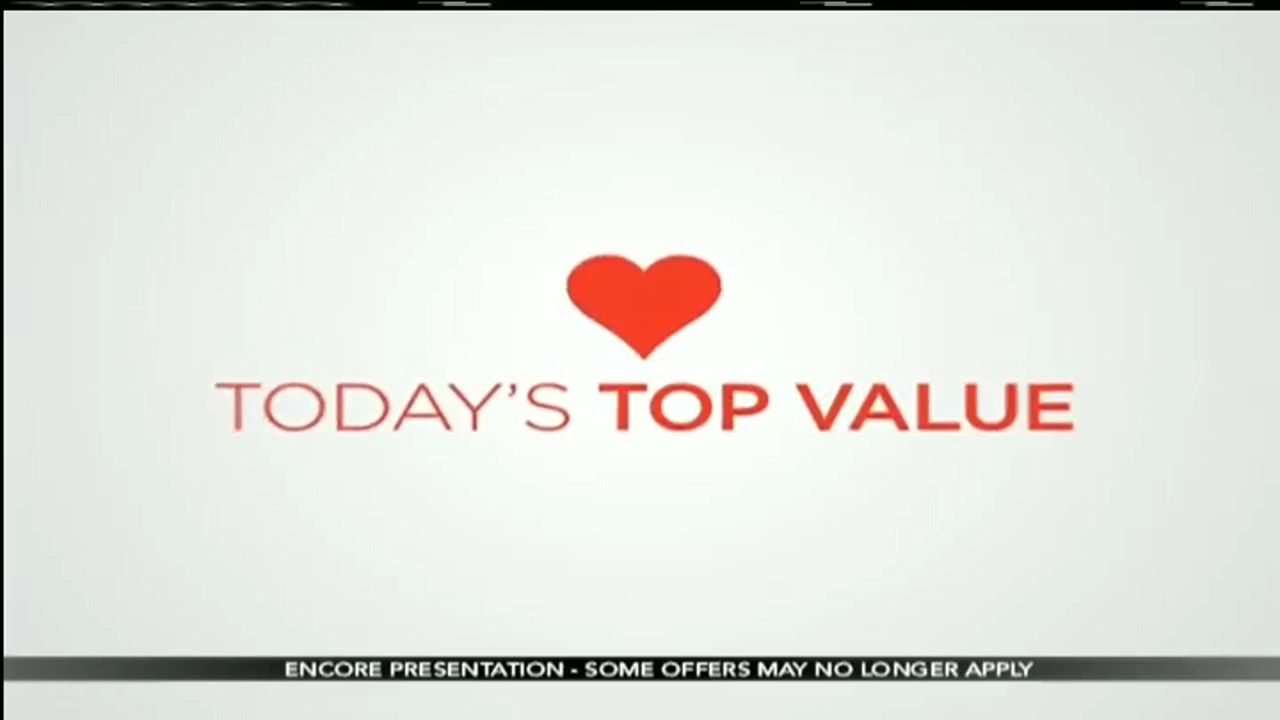 TODAY'S TOP VALUE
ENCORE PRESENTATION - SOME OFFERS MAY NO LONGER APPLY